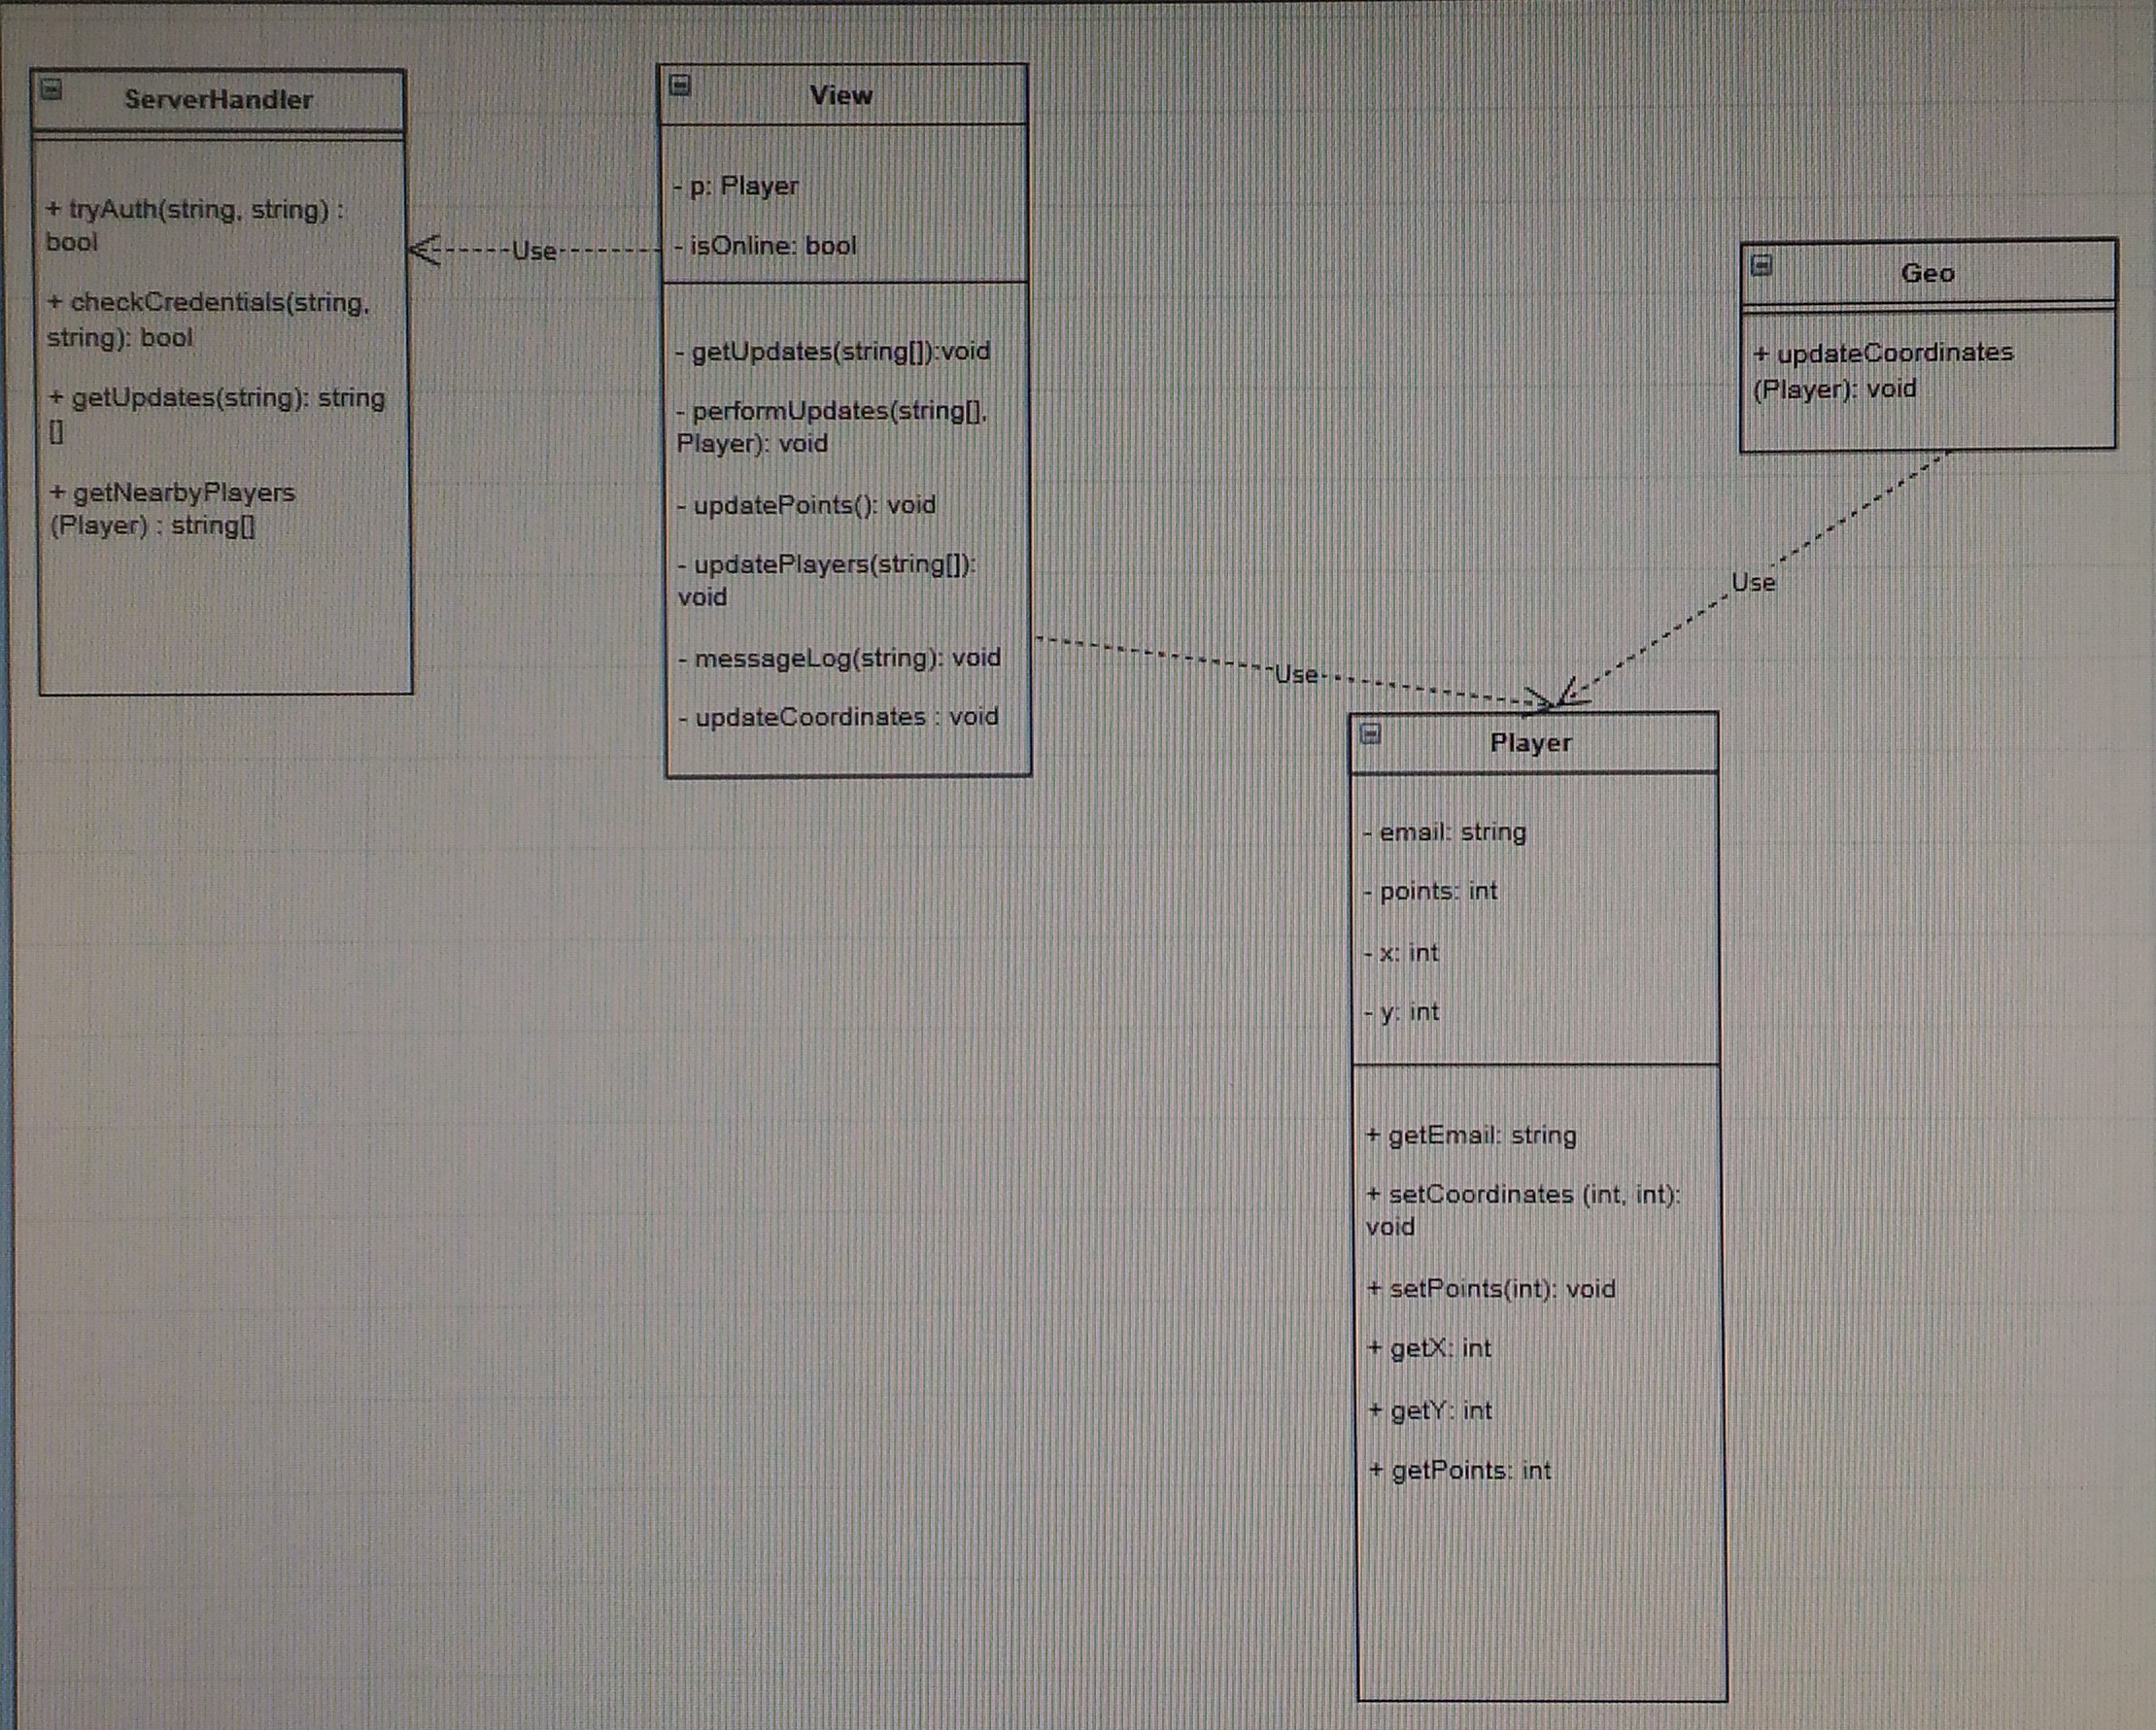 ServerHandler
+ tryAuth(string, string) :
bool
+ checkCredentials(string,
string): bool
+ getUpdates(string): string
[]
+ getNearbyPlayers
(Player) : string[]
Use
View
- p: Player
- isOnline: bool
- getUpdates(string[]):void
- performUpdates(string[],
Player): void
- updatePoints(): void
- updatePlayers(string[]):
void
- messageLog(string): void
- updateCoordinates : void
Use
Geo
+ updateCoordinates
(Player): void
Use
Player
- email: string
- points: int
- x: int
- y: int
+ getEmail: string
+ setCoordinates (int, int):
void
+ setPoints(int): void
+ getX: int
+ getY: int
+ getPoints: int